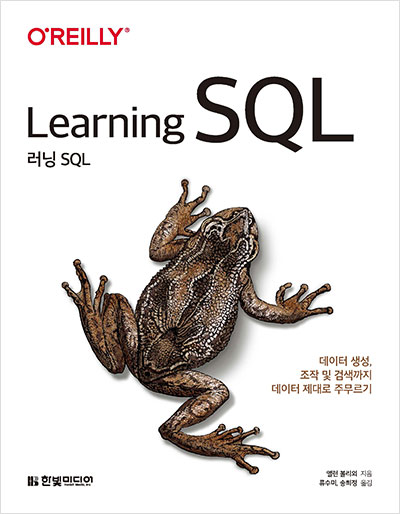 O'REILLY®
Learning SQL
러닝 SQL
데이터 생성,
조작 및 검색까지
데이터 제대로 주무르기
앨런 볼리외 지음
류수미, 송희정 옮김
한빛미디어